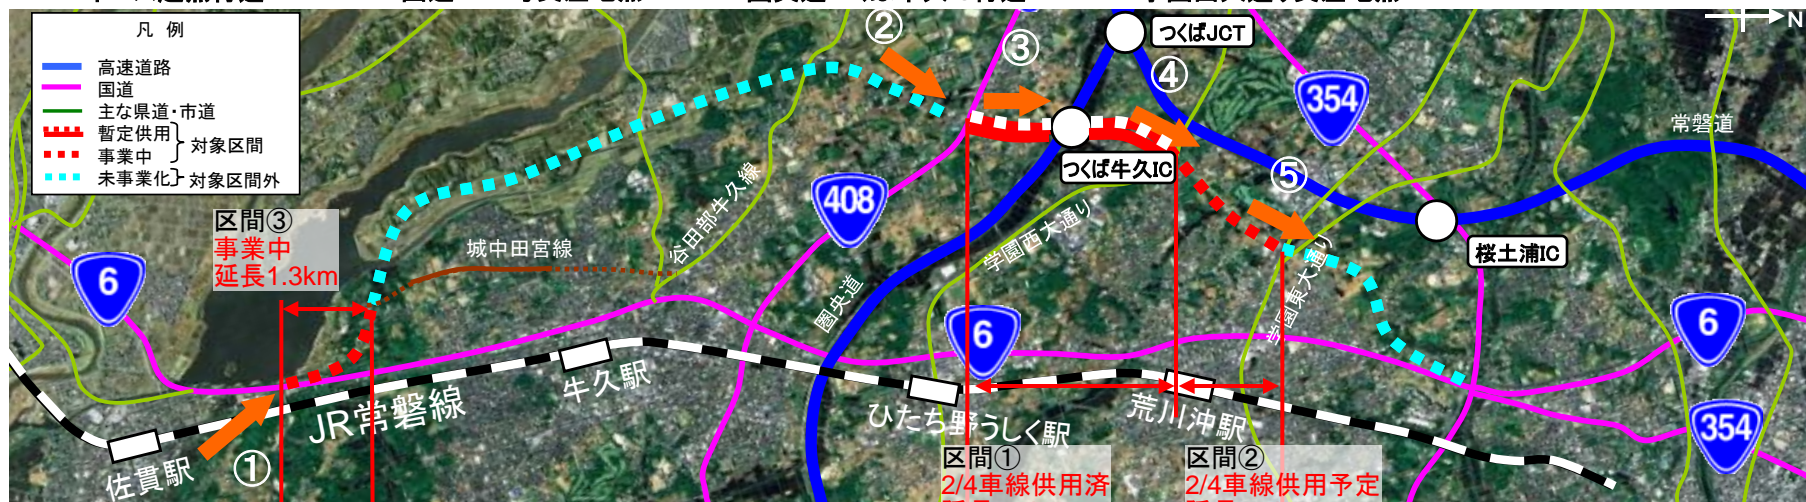 凡 例
高速道路
国道
主な県道・市道
暫定供用
事業中
対象区間
未事業化
対象区間外
②
③
つくばJCT
④
354
N
常磐道
つくば牛久IC
⑤
408
谷田部牛久線
区間③
事業中
延長1.3km
城中田宮線
学園西大通り
学園東大通り
桜土浦IC
6
圏央道
6
6
JR常磐線
牛久駅
ひたち野うしく駅
荒川沖駅
354
佐貫駅
①
区間①
2/4車線供用済
区間②
2/4車線供用予定